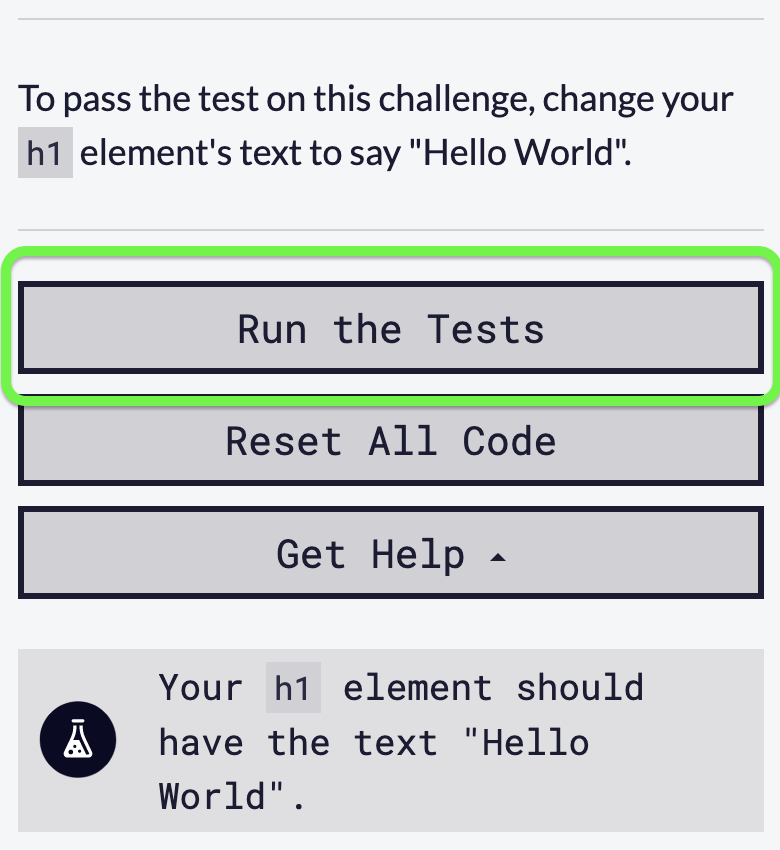 To pass the test on this challenge, change your
h1 element's text to say "Hello World".
Run the Tests
Reset All Code
Get Help
Your h1 element should
have the text "Hello
World".